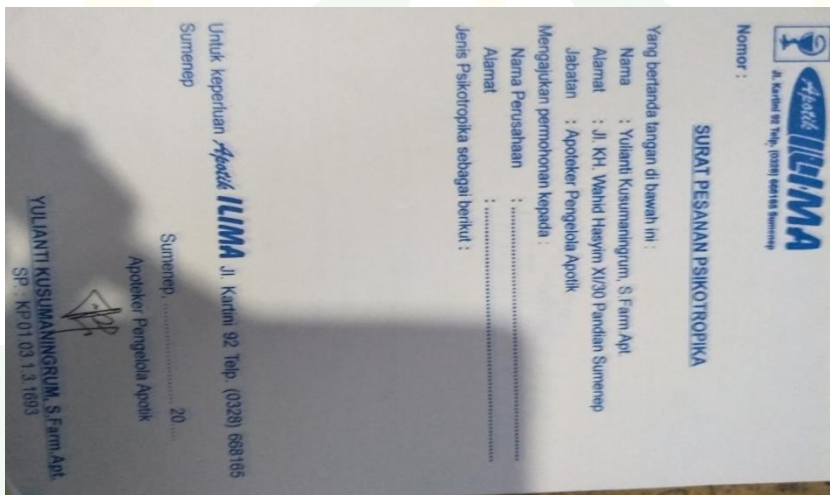 Apotik ILIMA
Jl. Kartini 92 Telp. (0328) 668165 Sumenep
Nomor :
SURAT PESANAN PSIKOTROPIKA
Yang bertanda tangan di bawah ini :
Nama : Yulianti Kusumaningrum, S.Farm.Apt.
Alamat : Jl. KH. Wahid Hasyim XI/30 Pandian Sumenep
Jabatan : Apoteker Pengelola Apotik
Mengajukan permohonan kepada :
Nama Perusahaan : ............................................................
Alamat : ............................................................
Jenis Psikotropika sebagai berikut :
Untuk keperluan Apotik ILIMA Jl. Kartini 92 Telp. (0328) 668165
Sumenep
Sumenep, ........................ 20.....
Apoteker Pengelola Apotik
YULIANTI KUSUMANINGRUM, S.Farm.Apt.
SP. : KP.01.03.1.3.1693